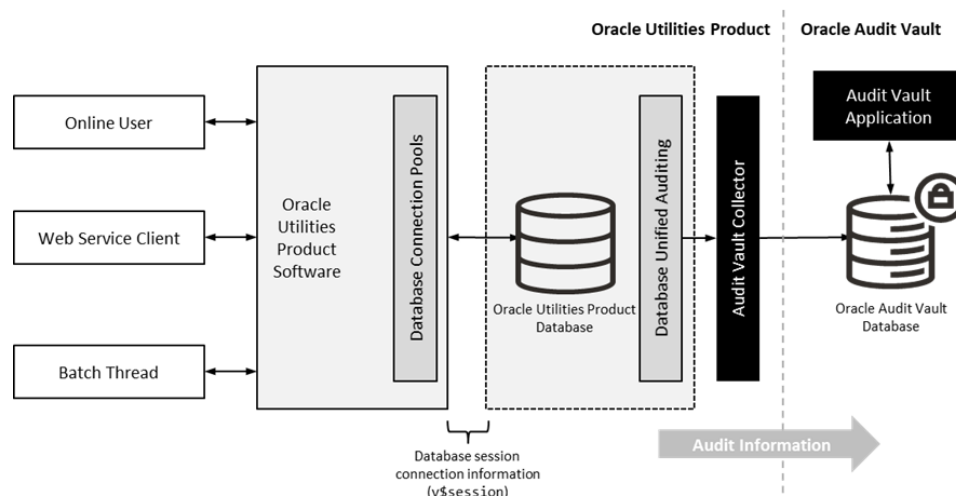 Oracle Utilities Product
Oracle Audit Vault
Online User
Web Service Client
Batch Thread
Oracle
Utilities
Product
Software
Database Connection Pools
Oracle Utilities Product
Database
Database Unified Auditing
Audit Vault Collector
Audit Vault
Application
Oracle Audit Vault
Database
Database session
connection information
(v$session)
Audit Information